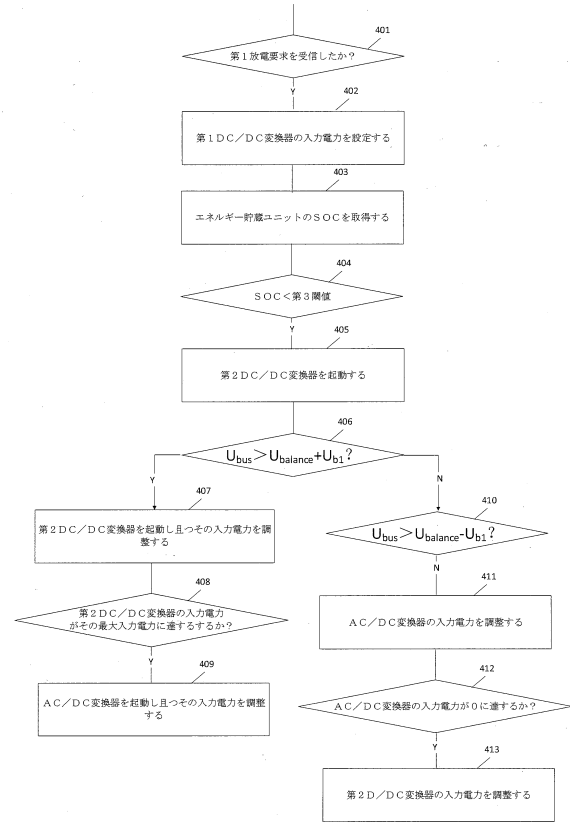 401
第１放電要求を受信したか？
Y
402
第１ＤＣ／ＤＣ変換器の入力電力を設定する
403
エネルギー貯蔵ユニットのＳＯＣを取得する
404
ＳＯＣ＜第３閾値
Y
405
第２ＤＣ／ＤＣ変換器を起動する
406
Ubus＞Ubalance+Ub1？
Y
N
407
第２ＤＣ／ＤＣ変換器を起動し且つその入力電力を調
整する
408
第２ＤＣ／ＤＣ変換器の入力電力
がその最大入力電力に達するするか？
Y
409
ＡＣ／ＤＣ変換器を起動し且つその入力電力を調整
する
410
Ubus＞Ubalance-Ub1？
N
411
ＡＣ／ＤＣ変換器の入力電力を調整する
412
ＡＣ／ＤＣ変換器の入力電力が０に達するか？
Y
413
第２Ｄ／ＤＣ変換器の入力電力を調整する